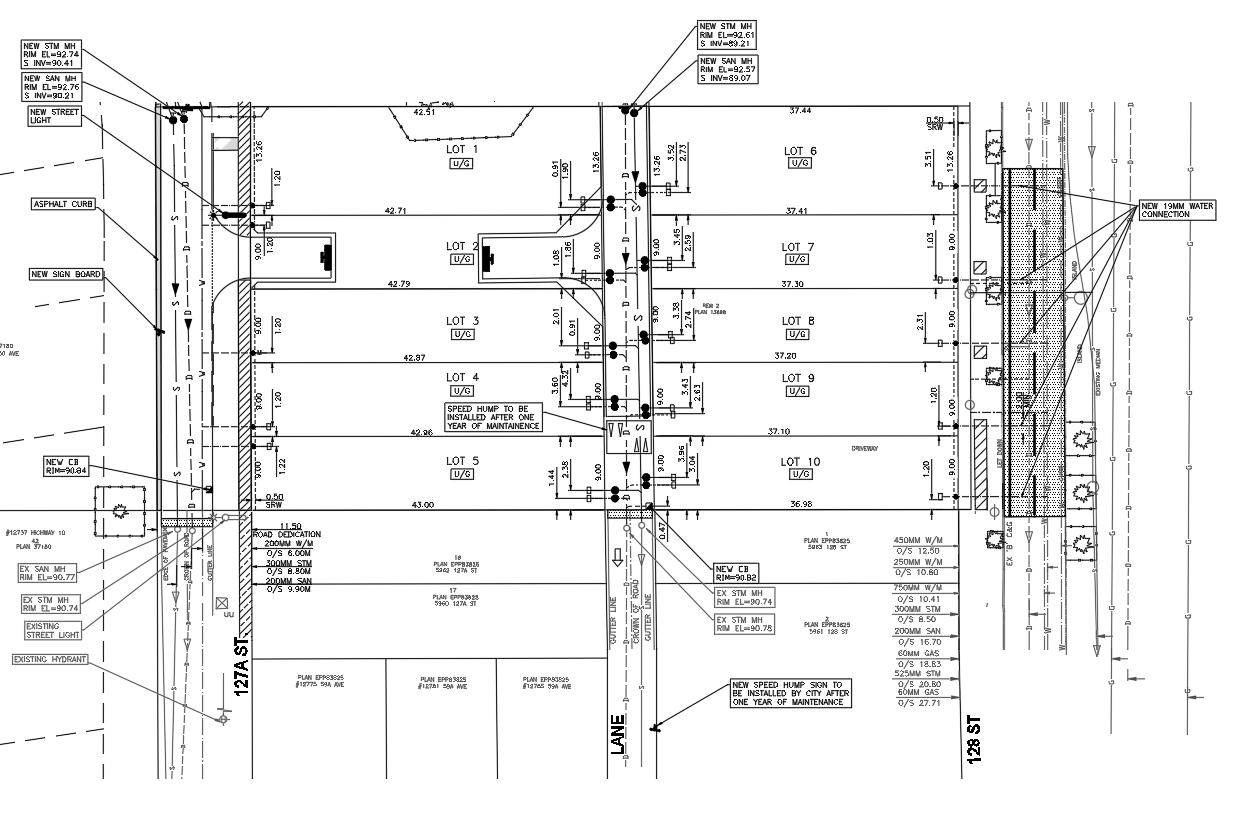 NEW STM MH
RIM EL=92.74
S INV=90.41
NEW SAN MH
RIM EL=92.76
S INV=90.21
NEW STREET
LIGHT
ASPHALT CURB
NEW SIGN BOARD
NEW CB
RIM=90.84
#12737 HIGHWAY 10
42
PLAN 37180
EX SAN MH
RIM EL=90.77
EX STM MH
RIM EL=90.74
EXISTING
STREET LIGHT
EXISTING HYDRANT
EDGE OF PAVEMENT
CROWN OF ROAD
GUTTER LINE
127A ST
UU
11.50
ROAD DEDICATION
200MM W/M
O/S 6.00M
300MM STM
O/S 8.80M
200MM SAN
O/S 9.90M
0.50
SRW
NEW STM MH
RIM EL=92.61
S INV=89.21
NEW SAN MH
RIM EL=92.57
S INV=89.07
42.51
LOT 1
U/G
13.26
1.20
0.91
1.90
13.26
42.71
LOT 2
U/G
9.00
1.20
1.08
1.86
9.00
42.79
LOT 3
U/G
9.00
1.20
2.01
0.91
9.00
42.87
LOT 4
U/G
9.00
1.20
3.60
4.32
9.00
SPEED HUMP TO BE
INSTALLED AFTER ONE
YEAR OF MAINTAINENCE
42.96
LOT 5
U/G
9.00
1.22
1.44
2.38
9.00
43.00
37.44
LOT 6
U/G
13.26
3.52
2.73
3.51
13.26
0.50
SRW
37.41
LOT 7
U/G
9.00
3.45
2.59
1.03
9.00
37.30
REM 2
PLAN 13688
LOT 8
U/G
9.00
3.38
2.74
2.31
9.00
37.20
LOT 9
U/G
9.00
3.43
2.63
1.20
9.00
37.10
DRIVEWAY
LOT 10
U/G
9.00
3.96
3.04
1.20
9.00
36.98
0.47
NEW 19MM WATER
CONNECTION
ISLAND
ISLAND
EXISTING MEDIAN
LET DOWN
EX B C&G
18
PLAN EPP83825
5962 127A ST
17
PLAN EPP83825
5960 127A ST
PLAN EPP83825
#12775 59A AVE
PLAN EPP83825
#12781 59A AVE
PLAN EPP83825
#12785 59A AVE
NEW CB
RIM=90.82
EX STM MH
RIM EL=90.74
EX STM MH
RIM EL=90.78
GUTTER LINE
CROWN OF ROAD
GUTTER LINE
LANE
NEW SPEED HUMP SIGN TO
BE INSTALLED BY CITY AFTER
ONE YEAR OF MAINTENANCE
1
PLAN EPP83825
5963 128 ST
2
PLAN EPP83825
5961 128 ST
450MM W/M
O/S 12.50
250MM W/M
O/S 10.60
750MM W/M
O/S 10.41
300MM STM
O/S 8.50
200MM SAN
O/S 16.70
60MM GAS
O/S 18.83
525MM STM
O/S 20.80
60MM GAS
O/S 27.71
128 ST